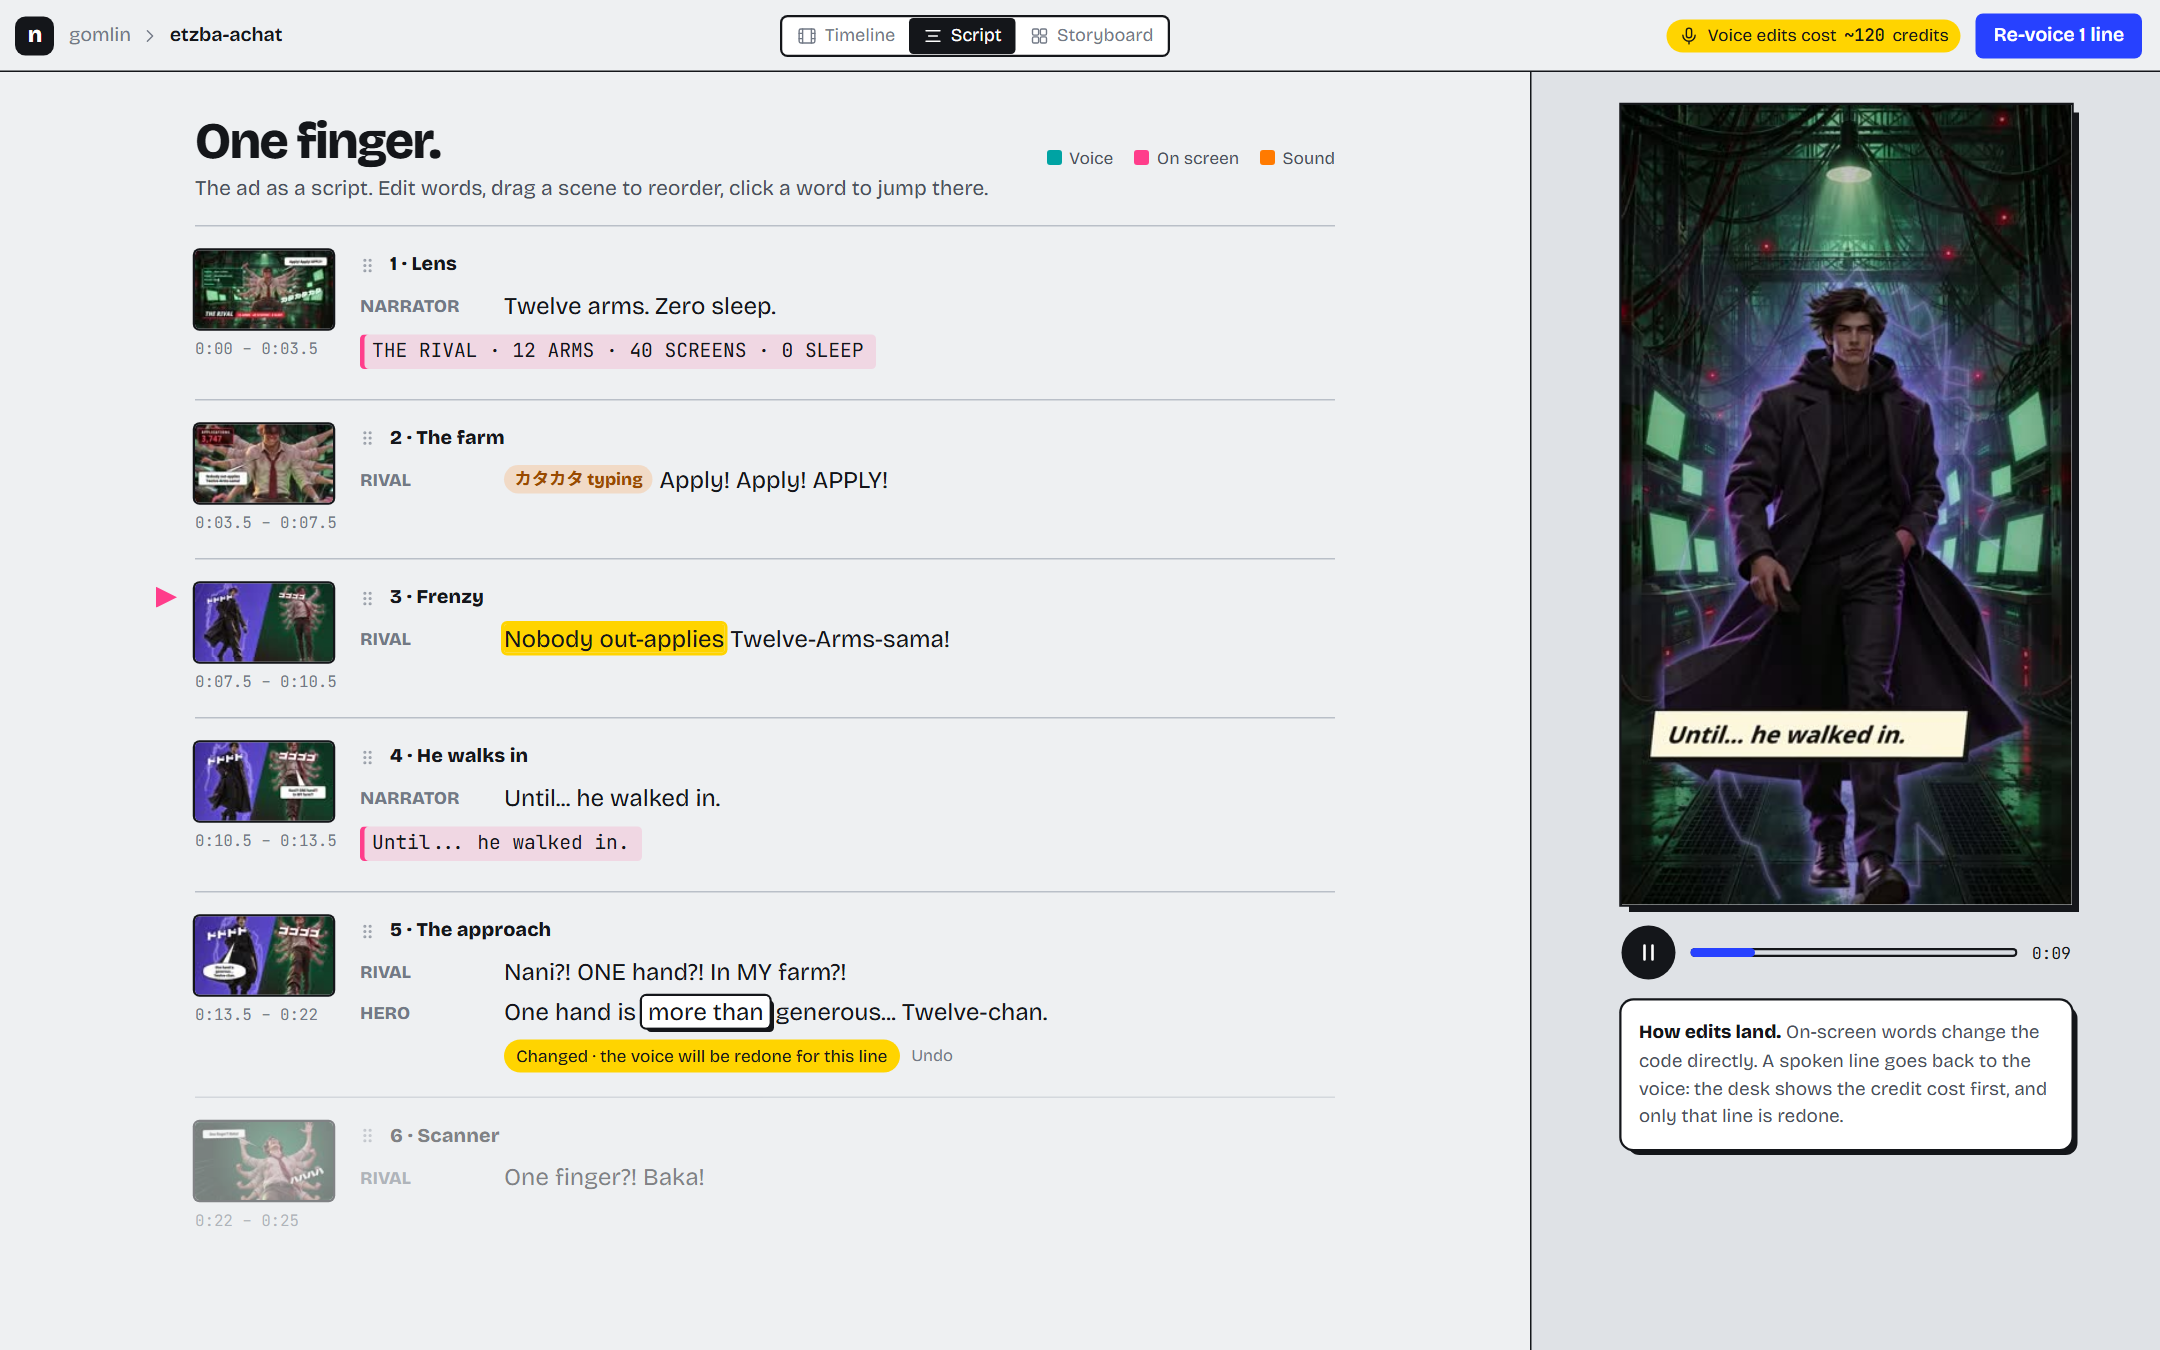 n gomlin > etzba-achat
Timeline Script Storyboard
Voice edits cost ~120 credits
Re-voice 1 line
One finger.
The ad as a script. Edit words, drag a scene to reorder, click a word to jump there.
Voice On screen Sound
1 · Lens
NARRATOR Twelve arms. Zero sleep.
THE RIVAL · 12 ARMS · 40 SCREENS · 0 SLEEP
0:00 – 0:03.5
2 · The farm
RIVAL カタカタ typing Apply! Apply! APPLY!
0:03.5 – 0:07.5
3 · Frenzy
RIVAL Nobody out-applies Twelve-Arms-sama!
0:07.5 – 0:10.5
4 · He walks in
NARRATOR Until... he walked in.
Until... he walked in.
0:10.5 – 0:13.5
5 · The approach
RIVAL Nani?! ONE hand?! In MY farm?!
HERO One hand is more than generous... Twelve-chan.
Changed · the voice will be redone for this line Undo
0:13.5 – 0:22
6 · Scanner
RIVAL One finger?! Baka!
0:22 – 0:25
Until... he walked in.
0:09
How edits land. On-screen words change the
code directly. A spoken line goes back to the
voice: the desk shows the credit cost first, and
only that line is redone.
THE RIVAL
3,747